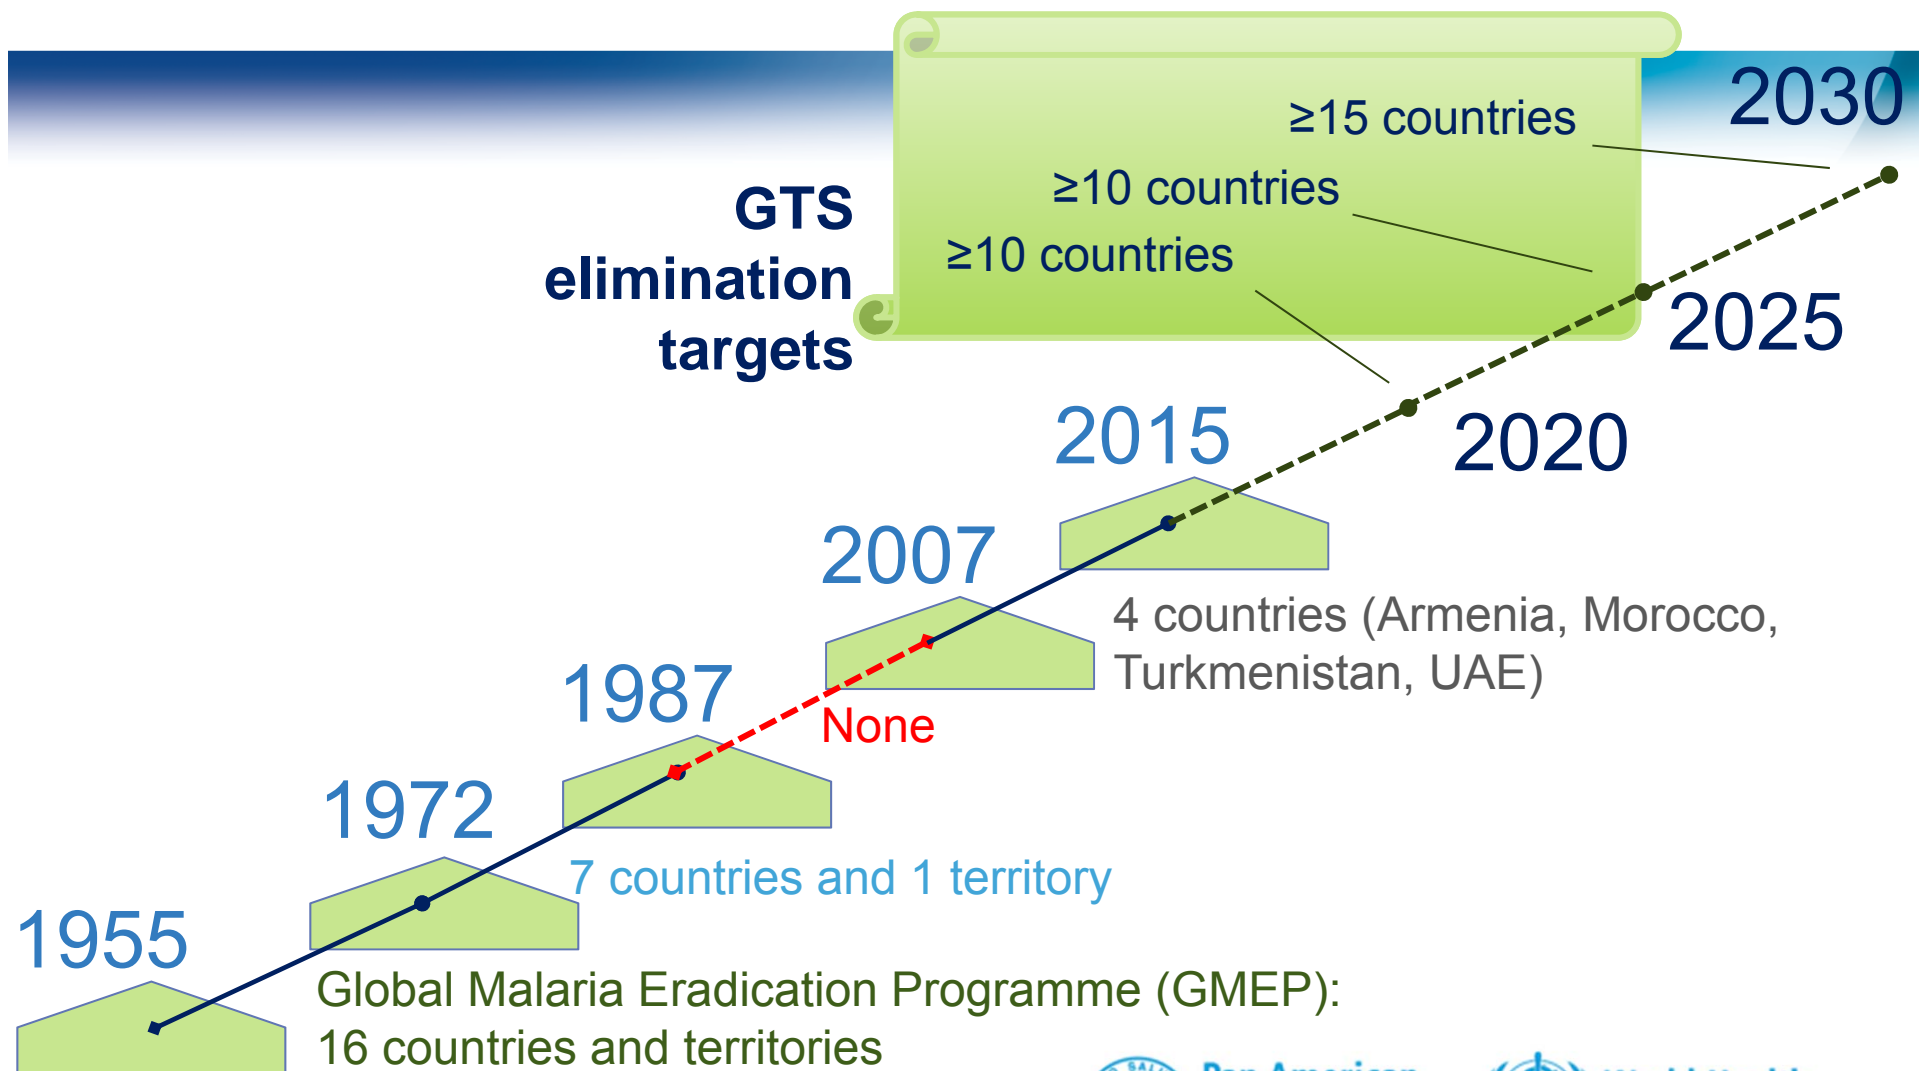 2030
≥15 countries
≥10 countries
≥10 countries
GTS
elimination
targets
2025
2020
2015
2007
4 countries (Armenia, Morocco,
Turkmenistan, UAE)
1987
None
1972
7 countries and 1 territory
1955
Global Malaria Eradication Programme (GMEP):
16 countries and territories
Pan American